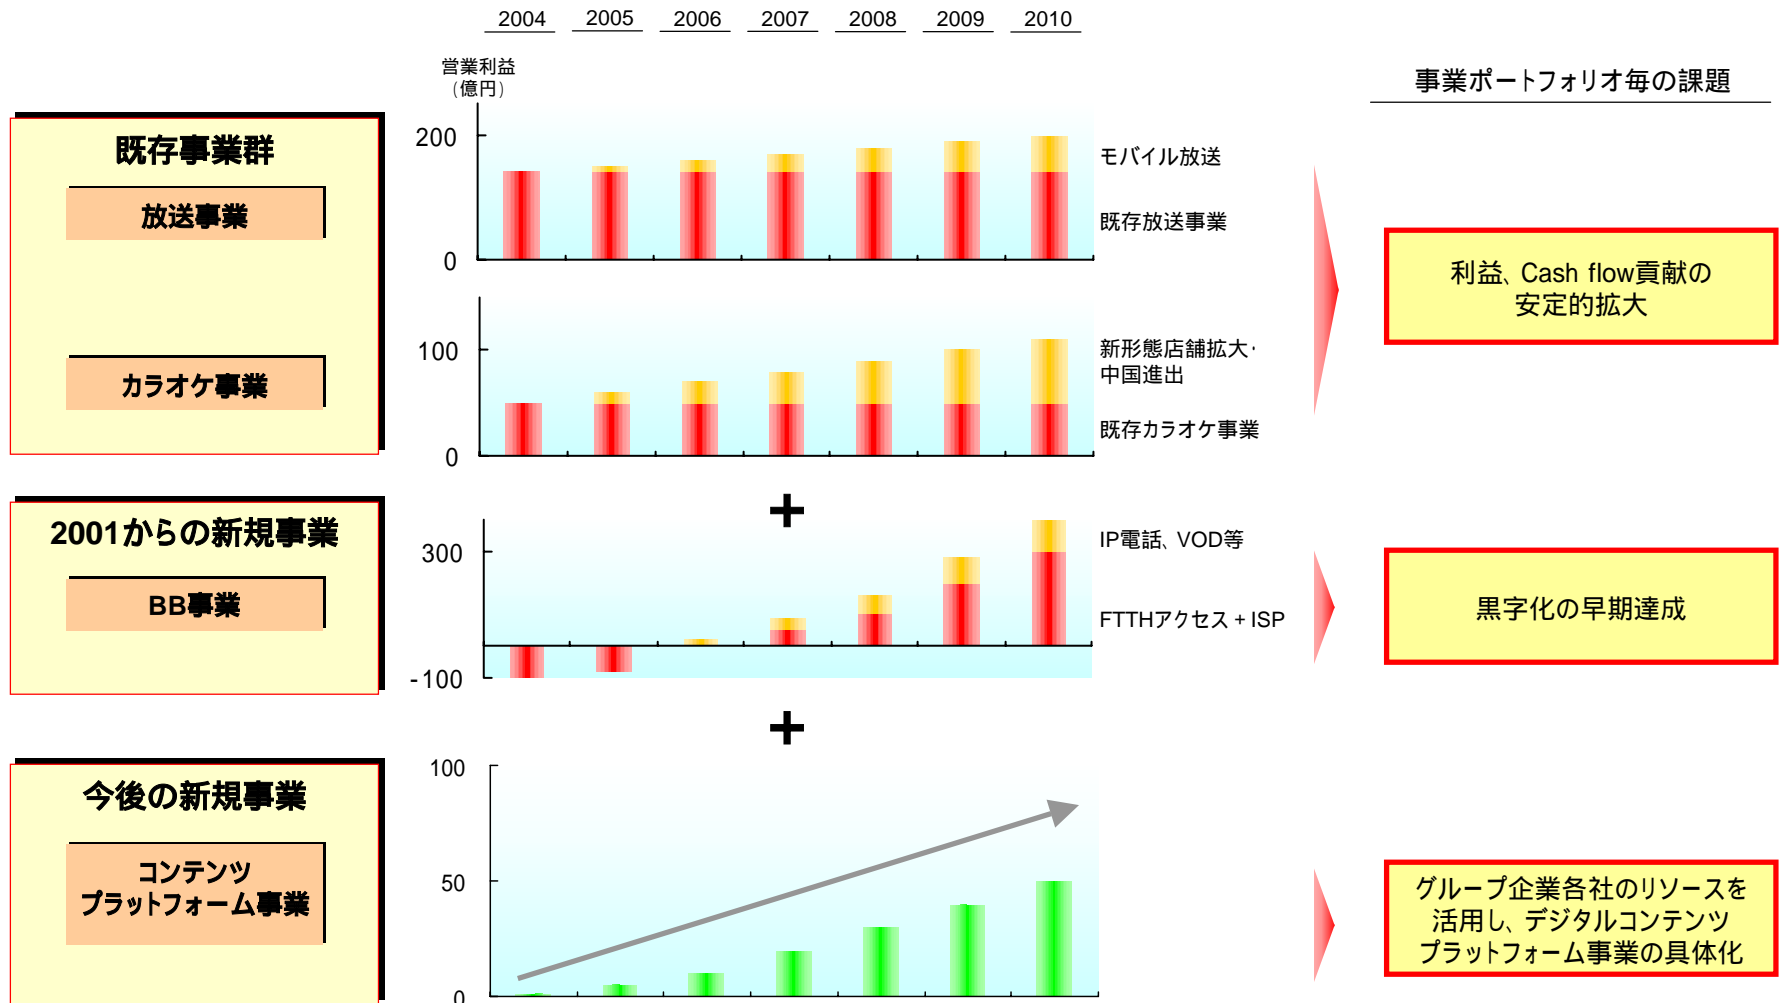 2004 2005 2006 2007 2008 2009 2010
営業利益
（億円）
事業ポートフォリオ毎の課題
既存事業群
放送事業
200
0
モバイル放送
既存放送事業
利益、Cash flow貢献の
安定的拡大
カラオケ事業
100
0
新形態店舗拡大・
中国進出
既存カラオケ事業
+
2001からの新規事業
BB事業
300
-100
IP電話、VOD等
FTTHアクセス + ISP
黒字化の早期達成
+
今後の新規事業
コンテンツ
プラットフォーム事業
100
50
0
グループ企業各社のリソースを
活用し、デジタルコンテンツ
プラットフォーム事業の具体化